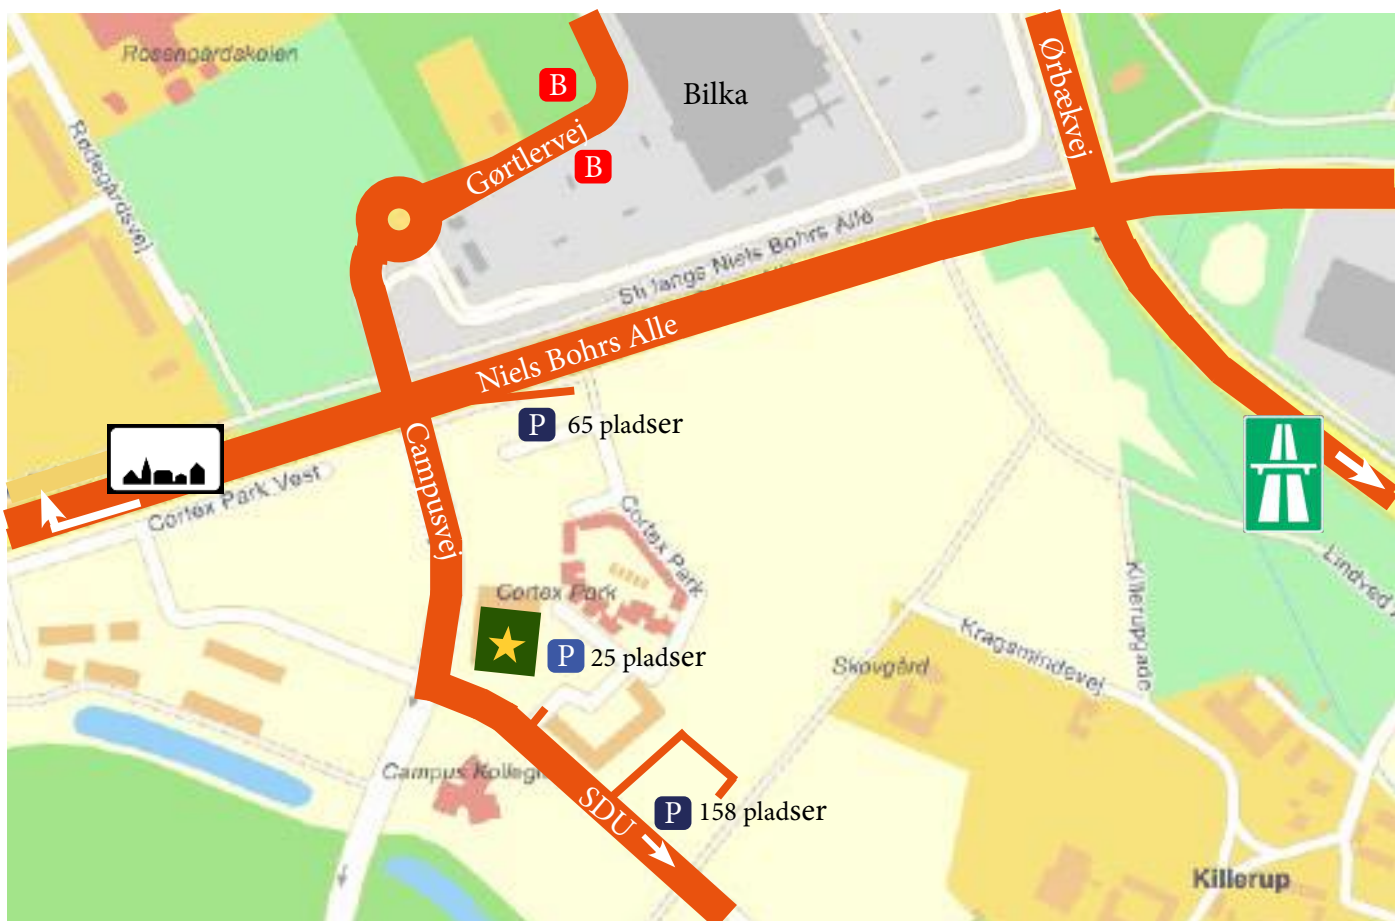 Rosengårdskolen
Rødegårdsvej
B
Bilka
Ørbækvej
Gørtlervej
B
Sti langs Niels Bohrs Alle
Niels Bohrs Alle
P 65 pladser
Campusvej
Cortex Park Vest
Cortex Park
Cortex Park
P 25 pladser
Skovgård
Kragsmindevej
Killerupgade
Lindved
Campus Kollegi
SDU
P 158 pladser
Killerup